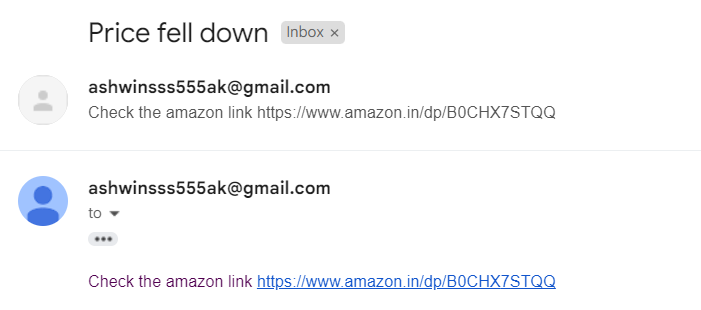 Price fell down Inbox ×
ashwinsss555ak@gmail.com
Check the amazon link https://www.amazon.in/dp/B0CHX7STQQ
ashwinsss555ak@gmail.com
to
Check the amazon link https://www.amazon.in/dp/B0CHX7STQQ